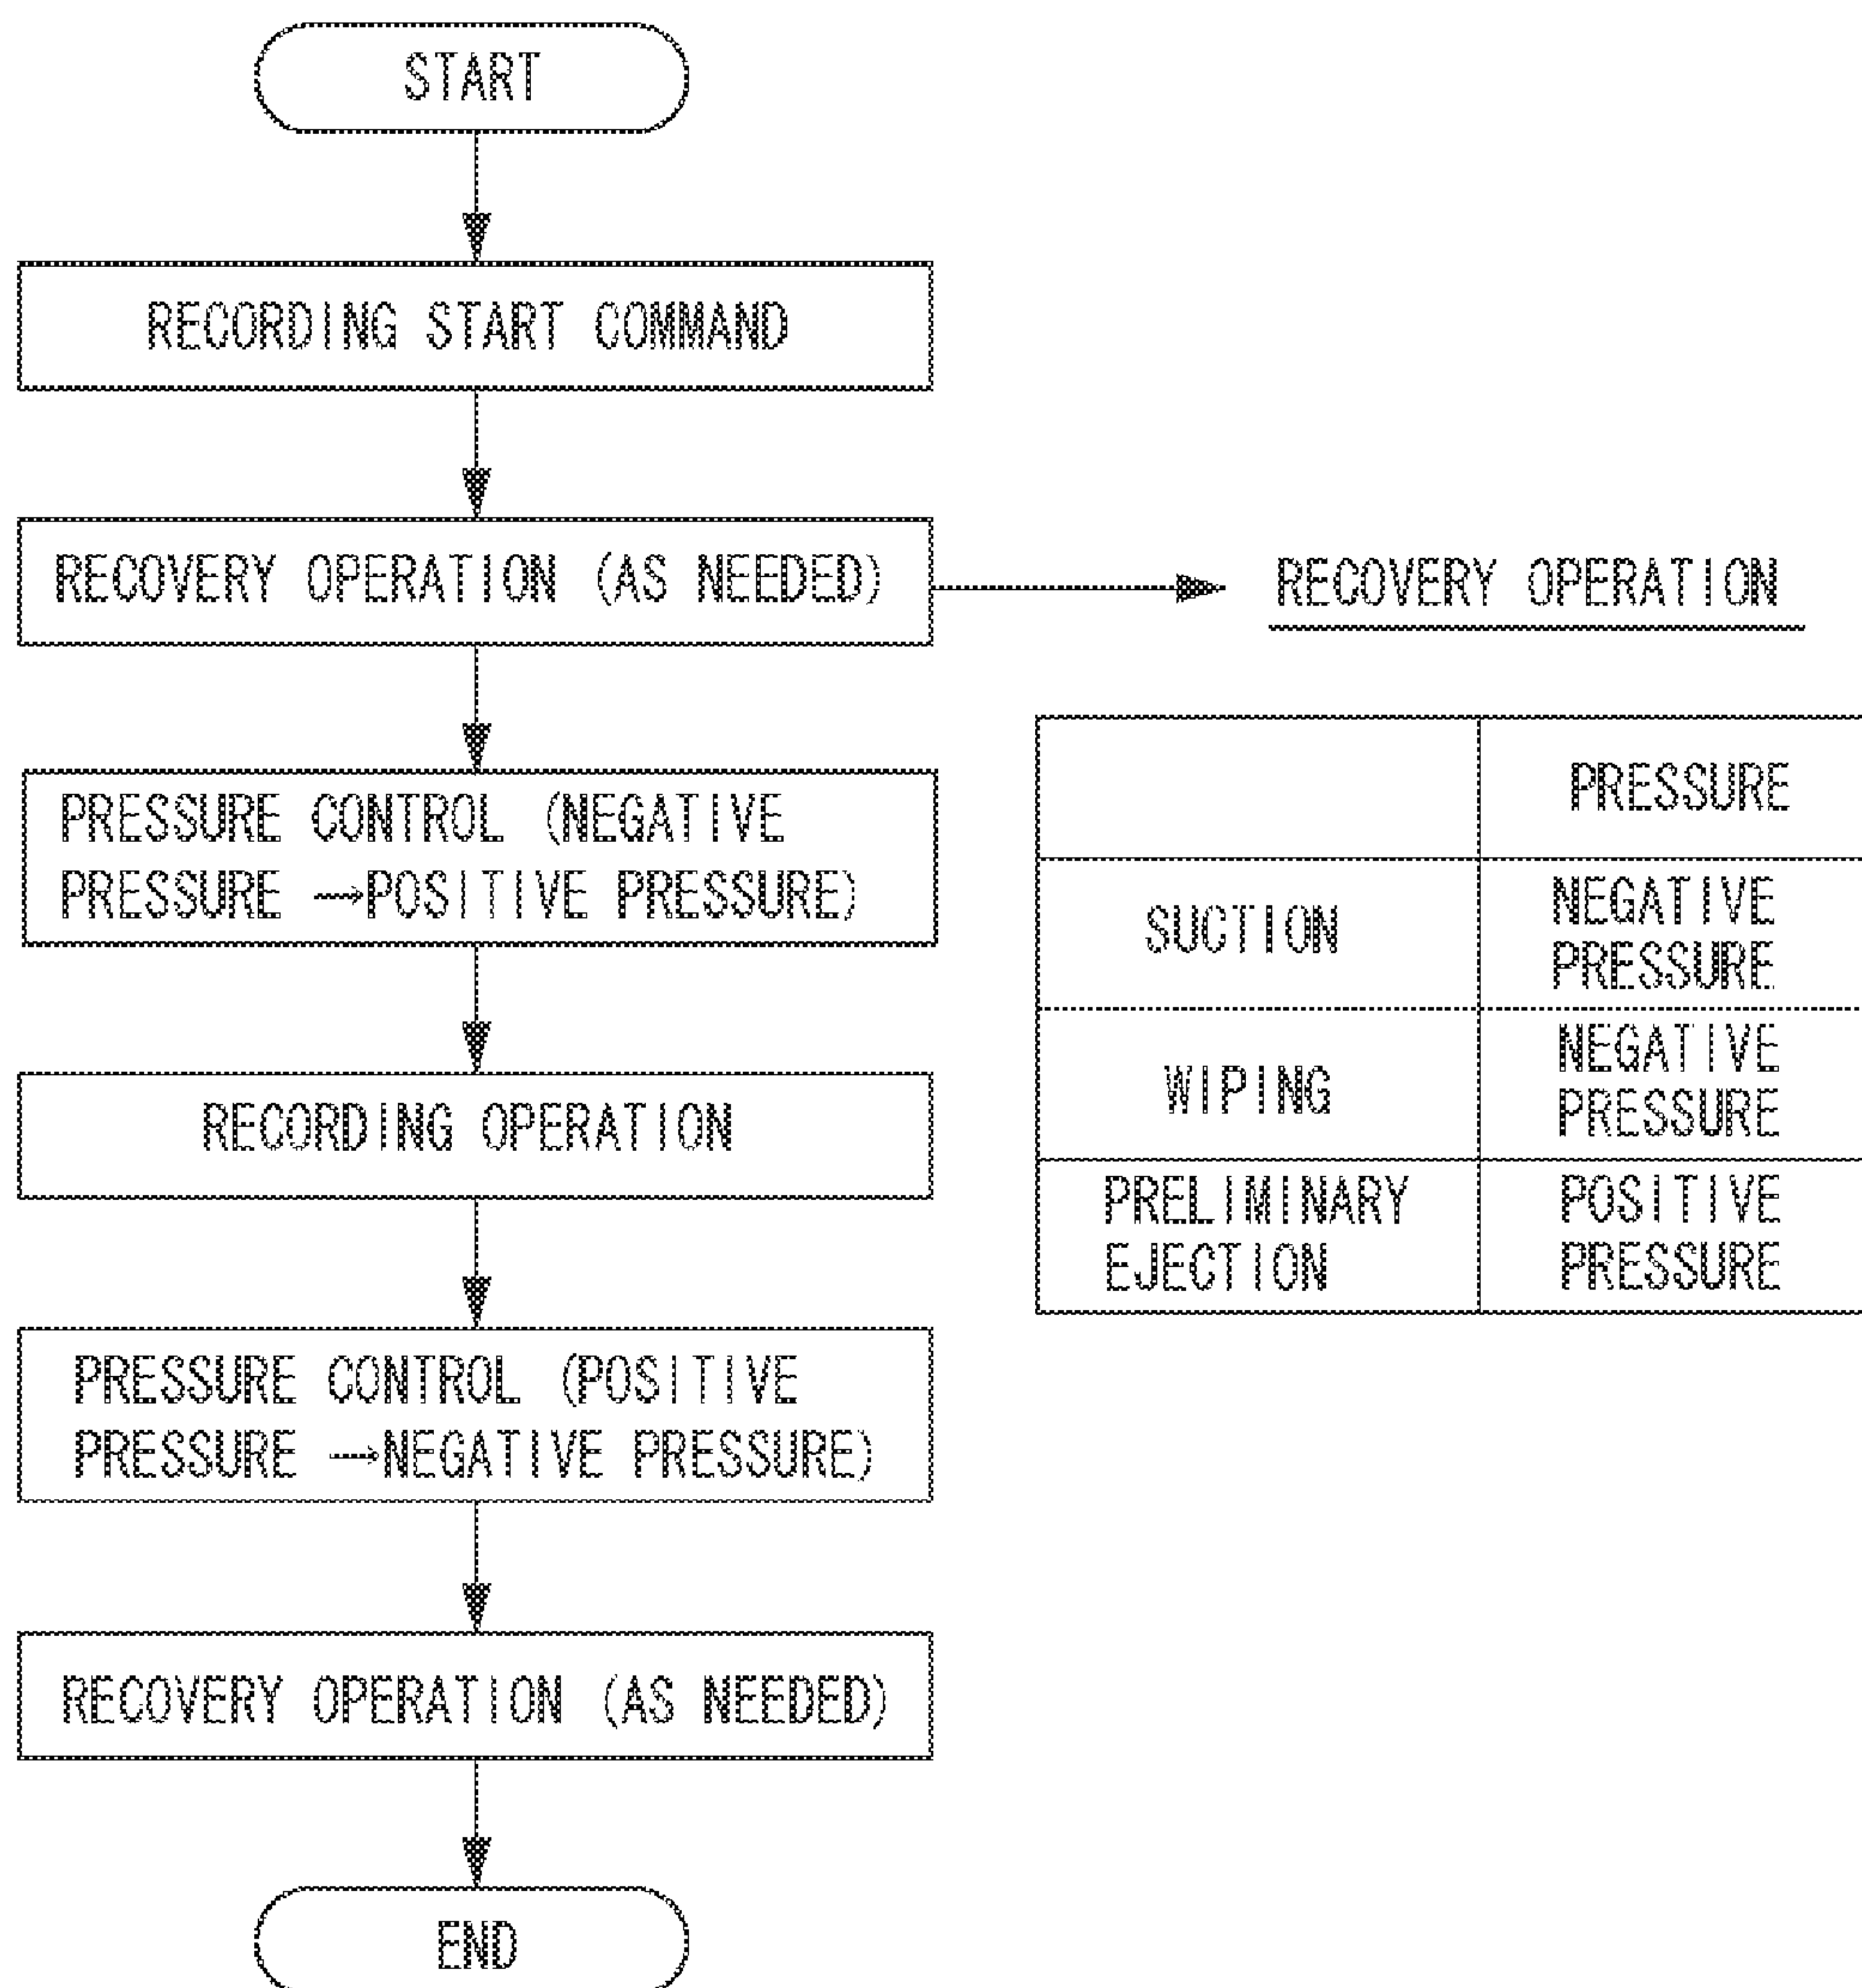 START
RECORDING START COMMAND
RECOVERY OPERATION (AS NEEDED)
PRESSURE CONTROL (NEGATIVE
PRESSURE →POSITIVE PRESSURE)
RECORDING OPERATION
PRESSURE CONTROL (POSITIVE
PRESSURE →NEGATIVE PRESSURE)
RECOVERY OPERATION (AS NEEDED)
END
RECOVERY OPERATION
PRESSURE
SUCTION
NEGATIVE
PRESSURE
WIPING
NEGATIVE
PRESSURE
PRELIMINARY
EJECTION
POSITIVE
PRESSURE